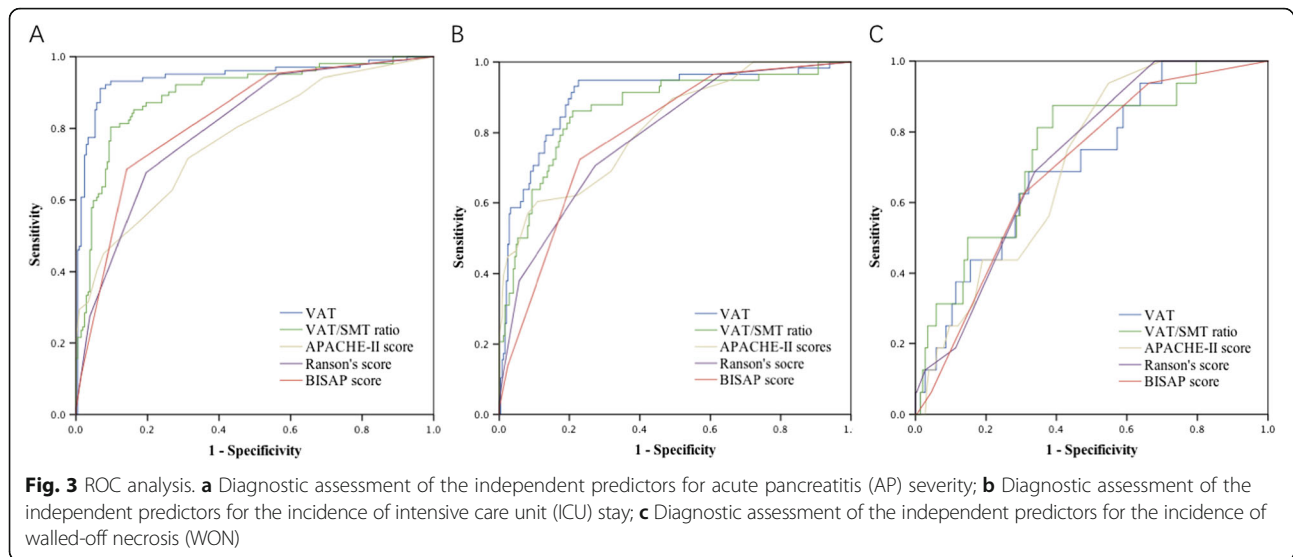 A
1.0
0.8
0.6
0.4
0.2
0.0
Sensitivity
VAT
VAT/SMT ratio
APACHE-II score
Ranson's score
BISAP score
0.0 0.2 0.4 0.6 0.8 1.0
1 - Specificivity
B
1.0
0.8
0.6
0.4
0.2
0.0
Sensitivity
VAT
VAT/SMT ratio
APACHE-II scores
Ranson's socre
BISAP score
0.0 0.2 0.4 0.6 0.8 1.
1 - Specificity
C
1.0
0.8
0.6
0.4
0.2
0.0
Sensitivity
VAT
VAT/SMT ratio
APACHE-II score
Ranson's score
BISAP score
0.0 0.2 0.4 0.6 0.8 1.0
1 - Specificity
Fig. 3 ROC analysis. a Diagnostic assessment of the independent predictors for acute pancreatitis (AP) severity; b Diagnostic assessment of the
independent predictors for the incidence of intensive care unit (ICU) stay; c Diagnostic assessment of the independent predictors for the incidence of
walled-off necrosis (WON)